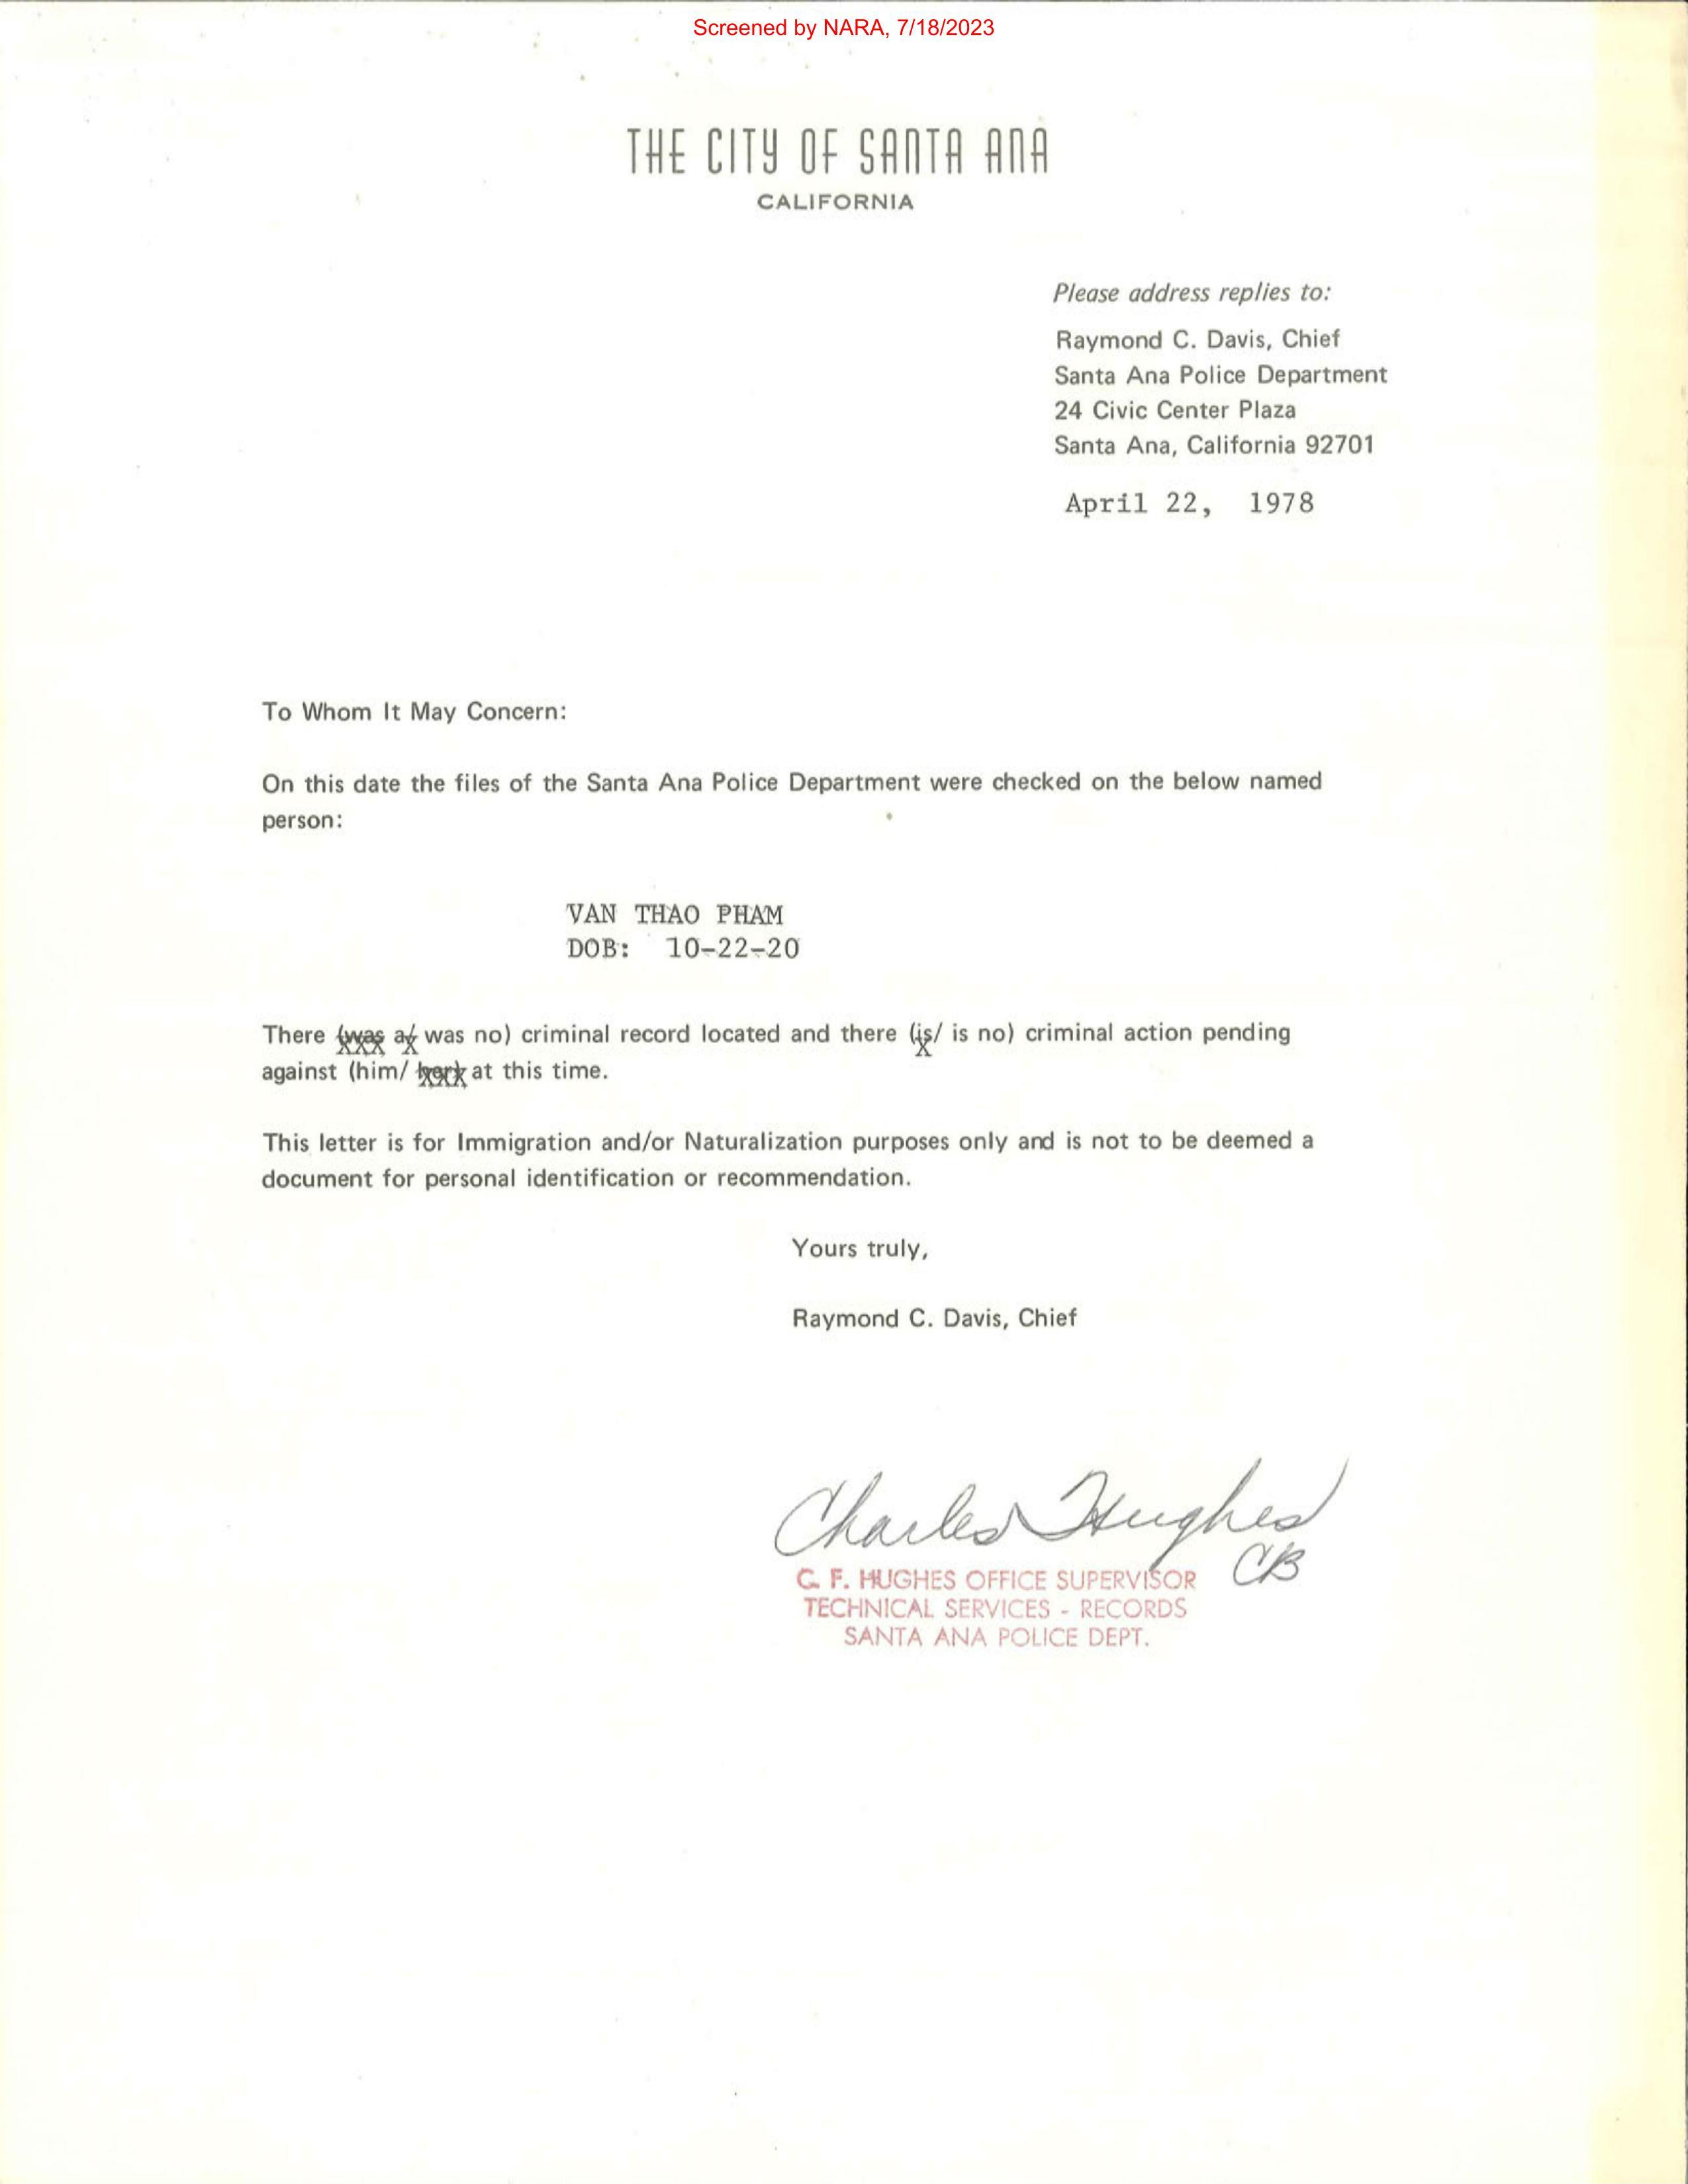 Screened by NARA, 7/18/2023
THE CITY OF SANTA ANA
CALIFORNIA
Please address replies to:
Raymond C. Davis, Chief
Santa Ana Police Department
24 Civic Center Plaza
Santa Ana, California 92701
April 22, 1978
To Whom It May Concern:
On this date the files of the Santa Ana Police Department were checked on the below named
person:
VAN THAO PHAM
DOB: 10-22-20
There (was a/ was no) criminal record located and there (is/ is no) criminal action pending
against (him/ her) at this time.
This letter is for Immigration and/or Naturalization purposes only and is not to be deemed a
document for personal identification or recommendation.
Yours truly,
Raymond C. Davis, Chief
Charles Hughes
CB
C. F. HUGHES OFFICE SUPERVISOR
TECHNICAL SERVICES - RECORDS
SANTA ANA POLICE DEPT.